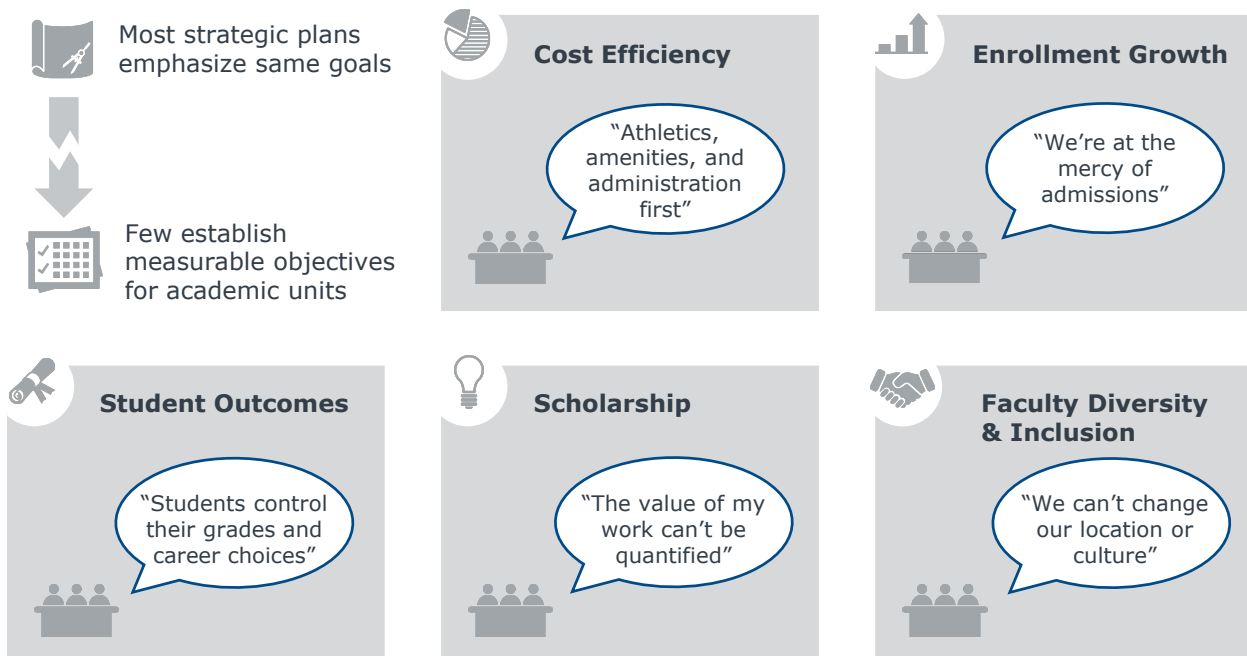 Most strategic plans
emphasize same goals
Few establish
measurable objectives
for academic units
Cost Efficiency
“Athletics,
amenities, and
administration
first”
Enrollment Growth
“We’re at the
mercy of
admissions”
Student Outcomes
“Students control
their grades and
career choices”
Scholarship
“The value of my
work can’t be
quantified”
Faculty Diversity
& Inclusion
“We can’t change
our location or
culture”